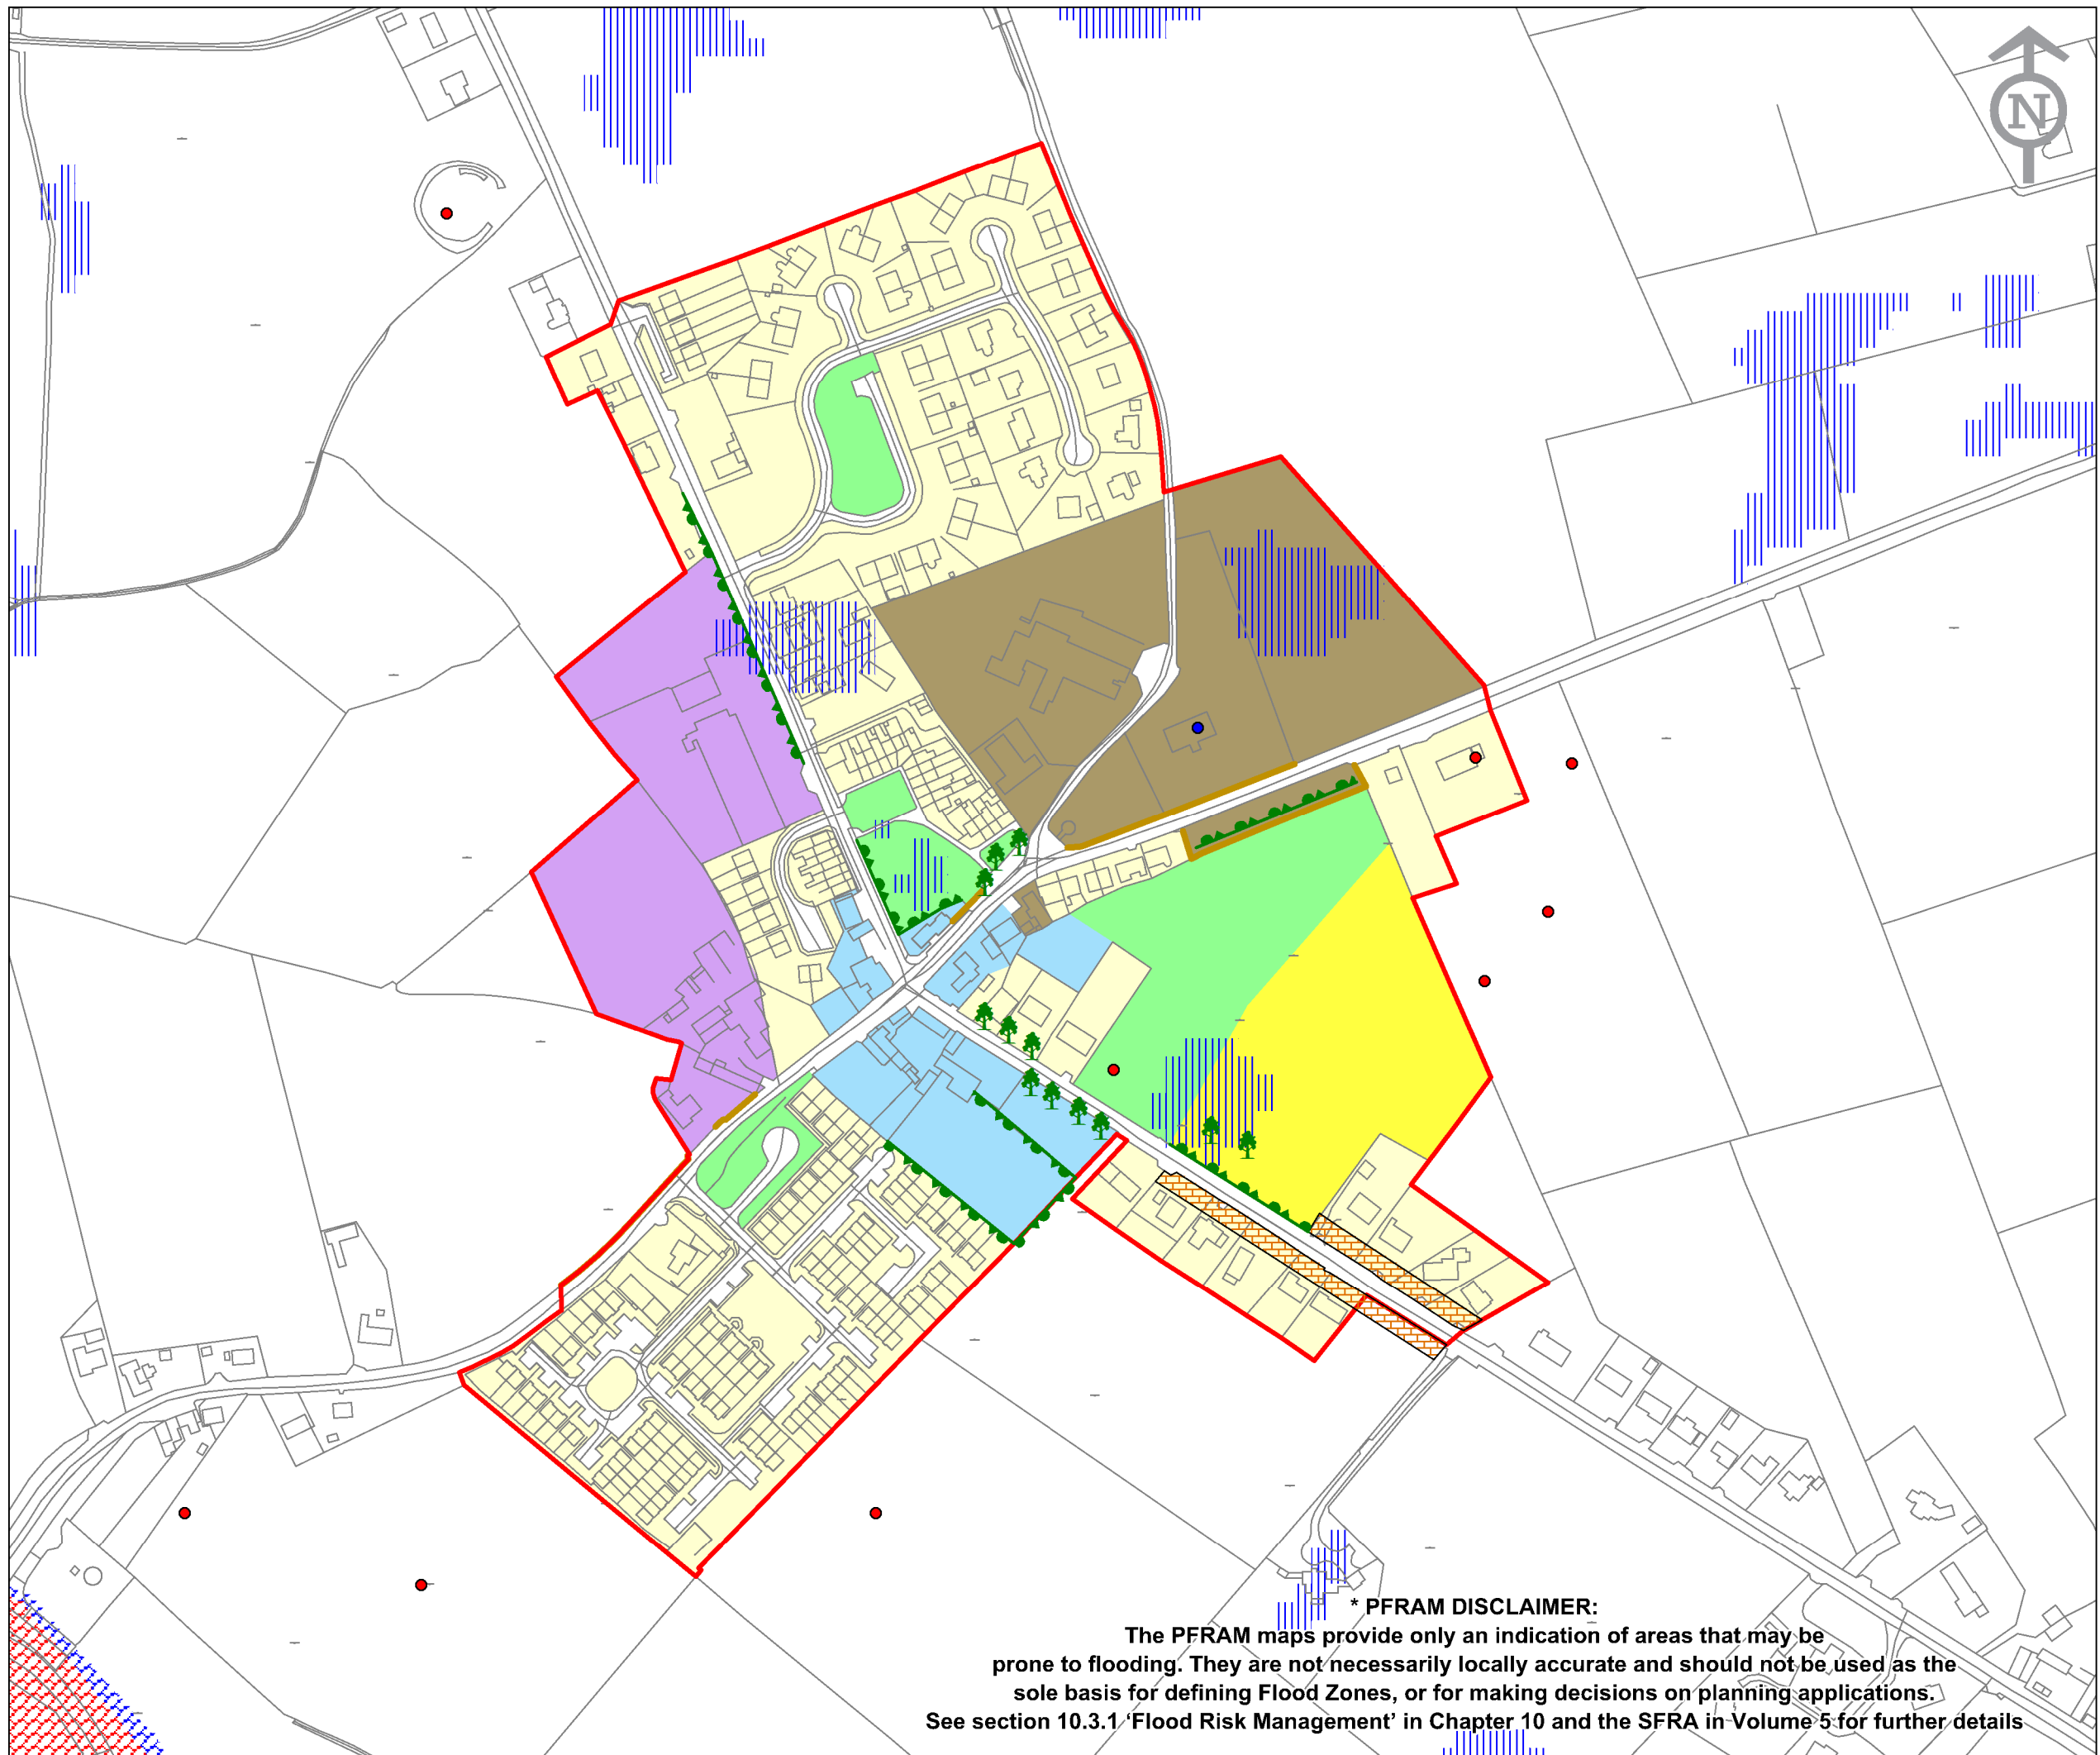 N
* PFRAM DISCLAIMER:
The PFRAM maps provide only an indication of areas that may be
prone to flooding. They are not necessarily locally accurate and should not be used as the
sole basis for defining Flood Zones, or for making decisions on planning applications.
See section 10.3.1 ‘Flood Risk Management’ in Chapter 10 and the SFRA in Volume 5 for further details